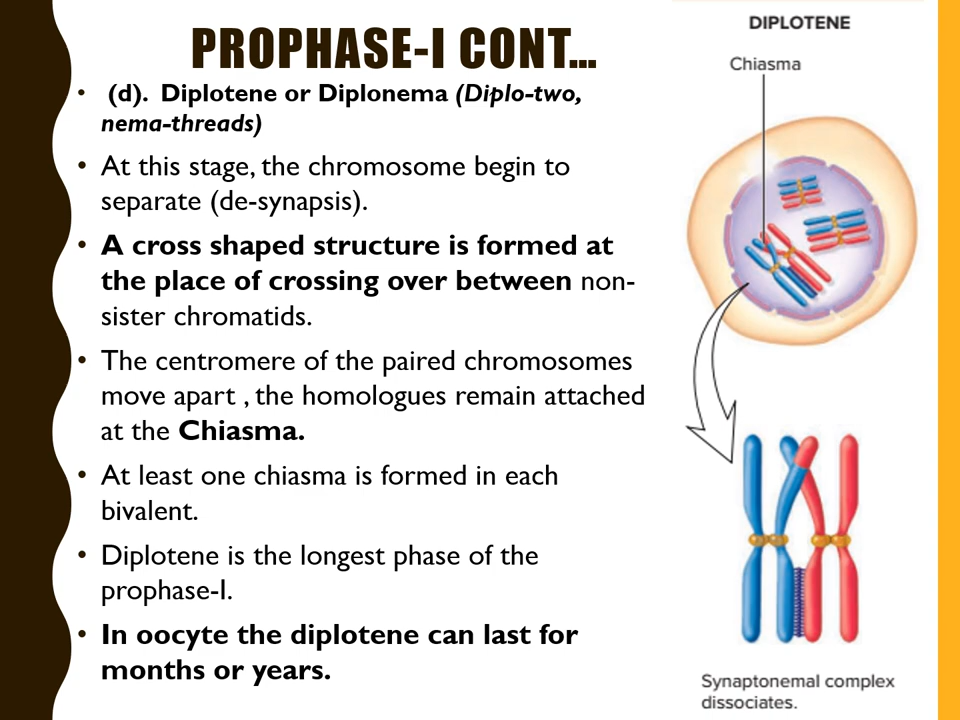 PROPHASE-I CONT…
• (d). Diplotene or Diplonema (Diplo-two,
nema-threads)
• At this stage, the chromosome begin to
separate (de-synapsis).
• A cross shaped structure is formed at
the place of crossing over between non-
sister chromatids.
• The centromere of the paired chromosomes
move apart , the homologues remain attached
at the Chiasma.
• At least one chiasma is formed in each
bivalent.
• Diplotene is the longest phase of the
prophase-I.
• In oocyte the diplotene can last for
months or years.
DIPLOTENE
Chiasma
Synaptonemal complex
dissociates.